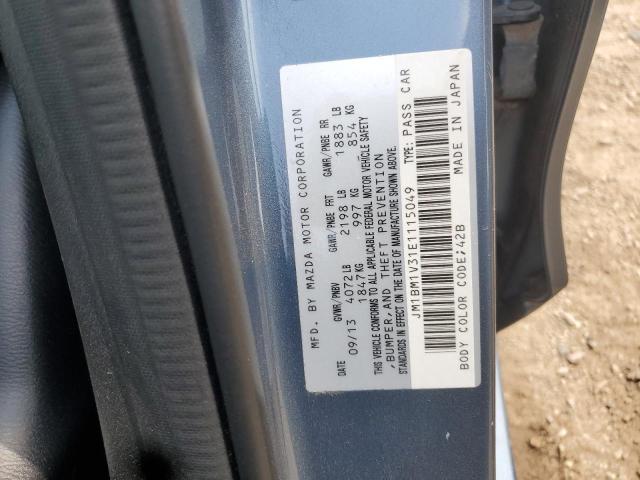 MFD. BY MAZDA MOTOR CORPORATION
DATE GVWR/PNBV GAWR/PNBE FRT GAWR/PNBE RR
09/13 4072LB 2198 LB 1883 LB
1847KG 997 KG 854 KG
THIS VEHICLE CONFORMS TO ALL APPLICABLE FEDERAL MOTOR VEHICLE SAFETY
,BUMPER,AND THEFT PREVENTION
STANDARDS IN EFFECT ON THE DATE OF MANUFACTURE SHOWN ABOVE.
JM1BM1V31E1115049 TYPE: PASS CAR
BODY COLOR CODE:42B MADE IN JAPAN